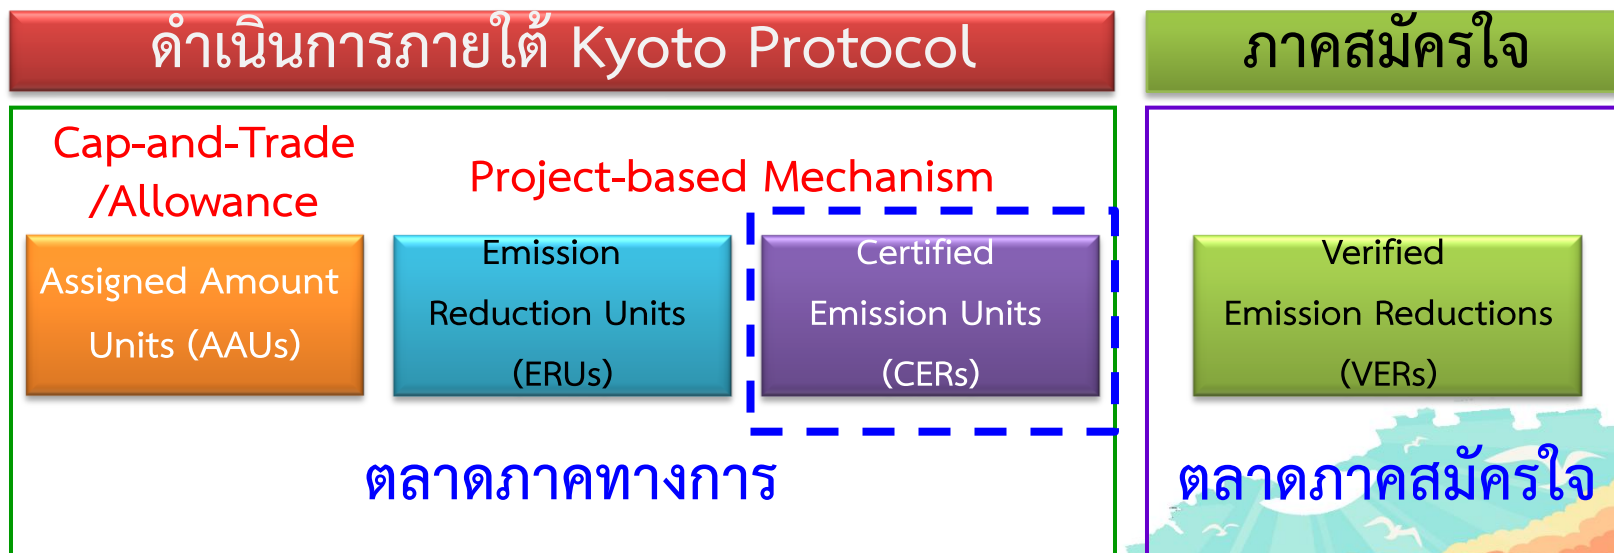 ดำเนินการภายใต้ Kyoto Protocol
ภาคสมัครใจ
Cap-and-Trade
/Allowance
Project-based Mechanism
Assigned Amount
Units (AAUs)
Emission
Reduction Units
(ERUs)
Certified
Emission Units
(CERs)
Verified
Emission Reductions
(VERs)
ตลาดภาคทางการ
ตลาดภาคสมัครใจ